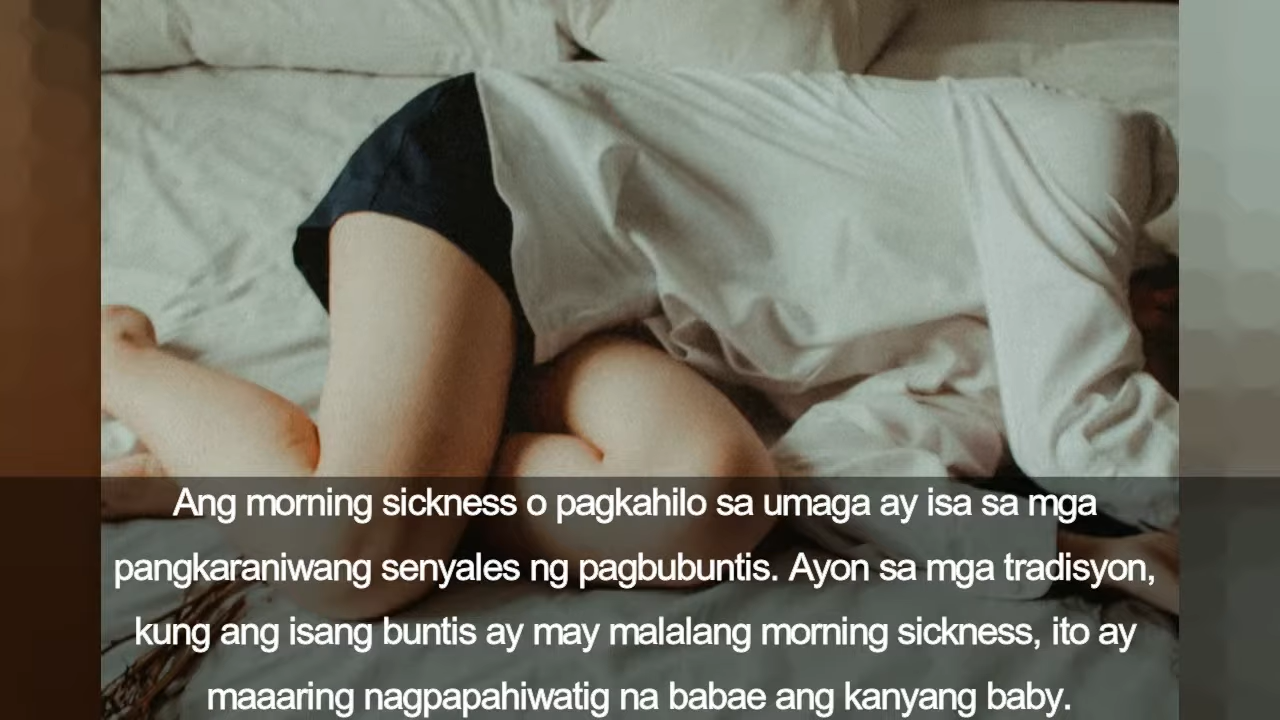 Ang morning sickness o pagkahilo sa umaga ay isa sa mga
pangkaraniwang senyales ng pagbubuntis. Ayon sa mga tradisyon,
kung ang isang buntis ay may malalang morning sickness, ito ay
maaaring nagpapahiwatig na babae ang kanyang baby.